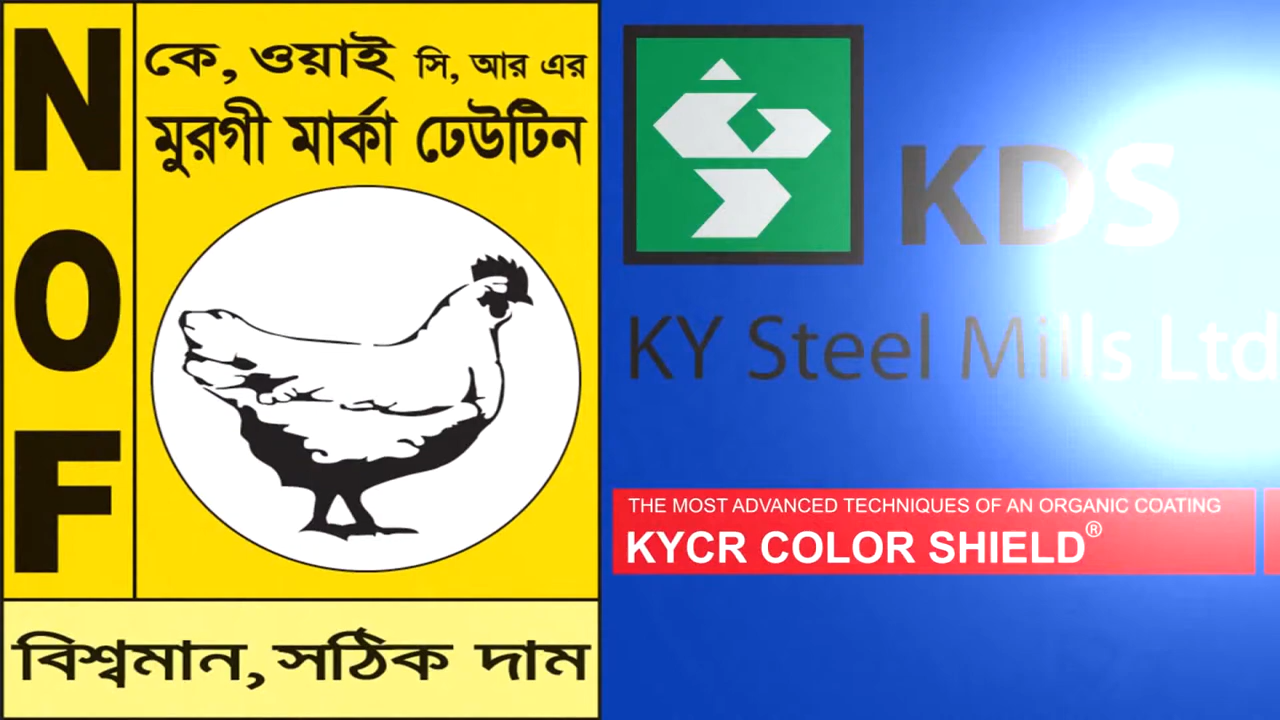 NOF
কে, ওয়াই সি, আর এর
মুরগী মার্কা ঢেউটিন
বিশ্বমান, সঠিক দাম
KDS
KY Steel Mills Ltd
THE MOST ADVANCED TECHNIQUES OF AN ORGANIC COATING
KYCR COLOR SHIELD®